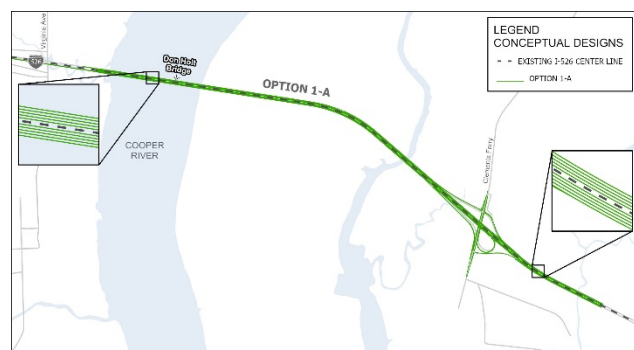 Virginia Ave
526
Don Holt
Bridge
OPTION 1-A
COOPER
RIVER
Clements Ferry
LEGEND
CONCEPTUAL DESIGNS
EXISTING I-526 CENTER LINE
OPTION 1-A